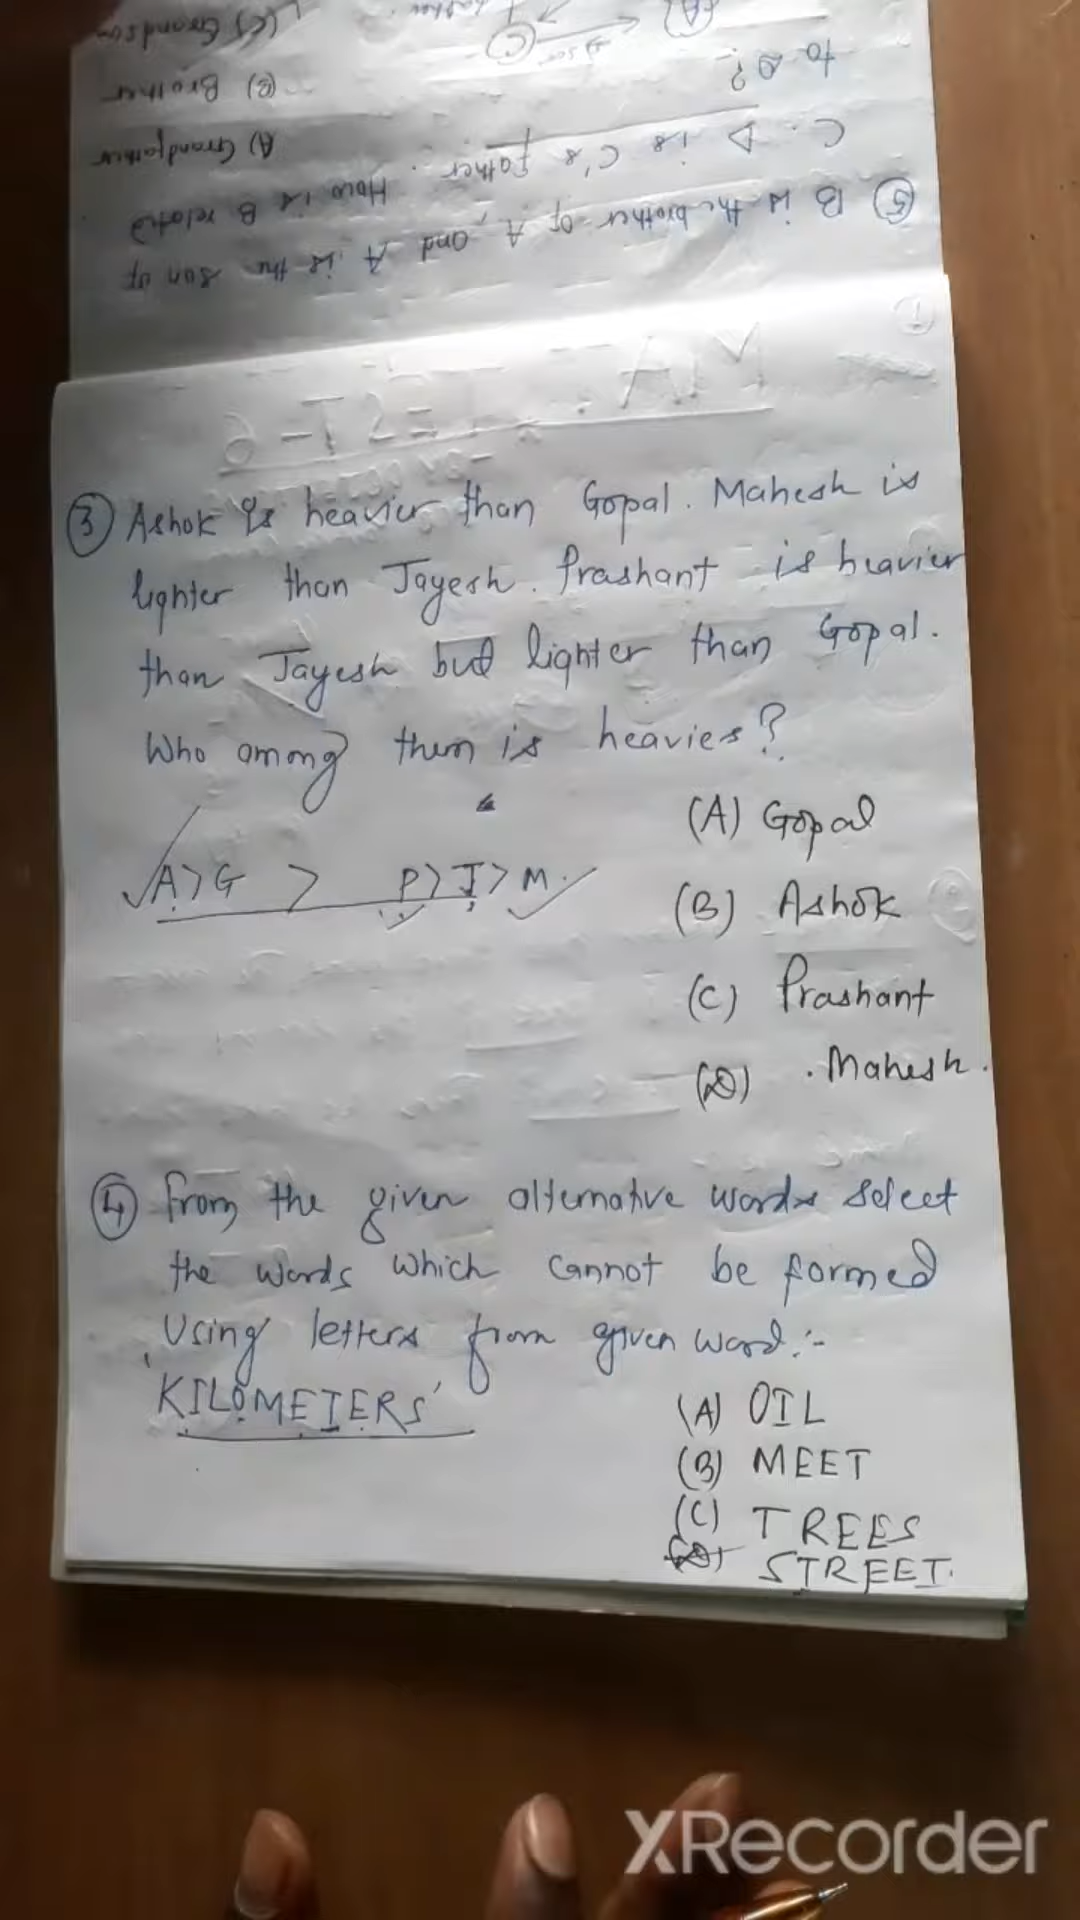 (C) Grandson
(B) Brother
to D?
A) Grandfather
C. D is C's father. How is B related
(5) B is the brother of A, and A is the son of
(3) Ashok is heavier than Gopal. Mahesh is
lighter than Jayesh. Prashant is heavier
than Jayesh but lighter than Gopal.
Who among them is heavies?
A>G > P>J>M.
(A) Gopal
(B) Ashok
(C) Prashant
(D) . Mahesh.
(4) From the given alternative words select
the words which cannot be formed
Using letters from given word:-
'KILOMETERS'
(A) OIL
(B) MEET
(C) TREES
(D) STREET.
XRecorder